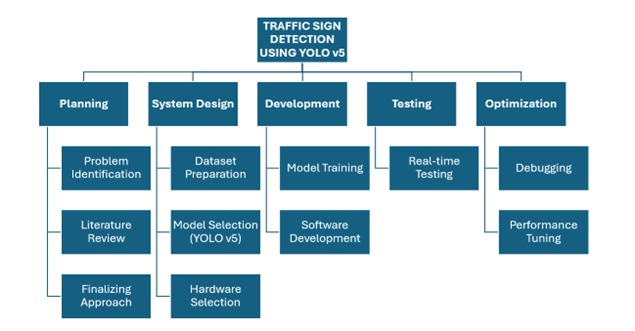 TRAFFIC SIGN
DETECTION
USING YOLO v5
Planning
System Design
Development
Testing
Optimization
Problem
Identification
Dataset
Preparation
Model Training
Real-time
Testing
Debugging
Literature
Review
Model Selection
(YOLO v5)
Software
Development
Performance
Tuning
Finalizing
Approach
Hardware
Selection